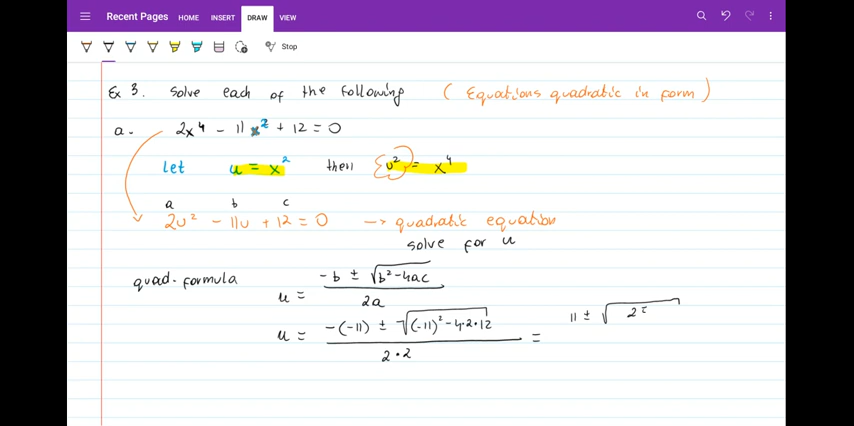 Recent Pages HOME INSERT DRAW VIEW
Stop
Ex 3. Solve each of the following (Equations quadratic in form)
a. 2x⁴ - 11x² + 12 = 0
Let u = x² then u² = x⁴
a b c
2u² - 11u + 12 = 0 → quadratic equation
solve for u
quad. formula u = (-b ± √(b² - 4ac)) / 2a
u = (-(-11) ± √((-11)² - 4·2·12)) / 2·2 = 11 ± √2